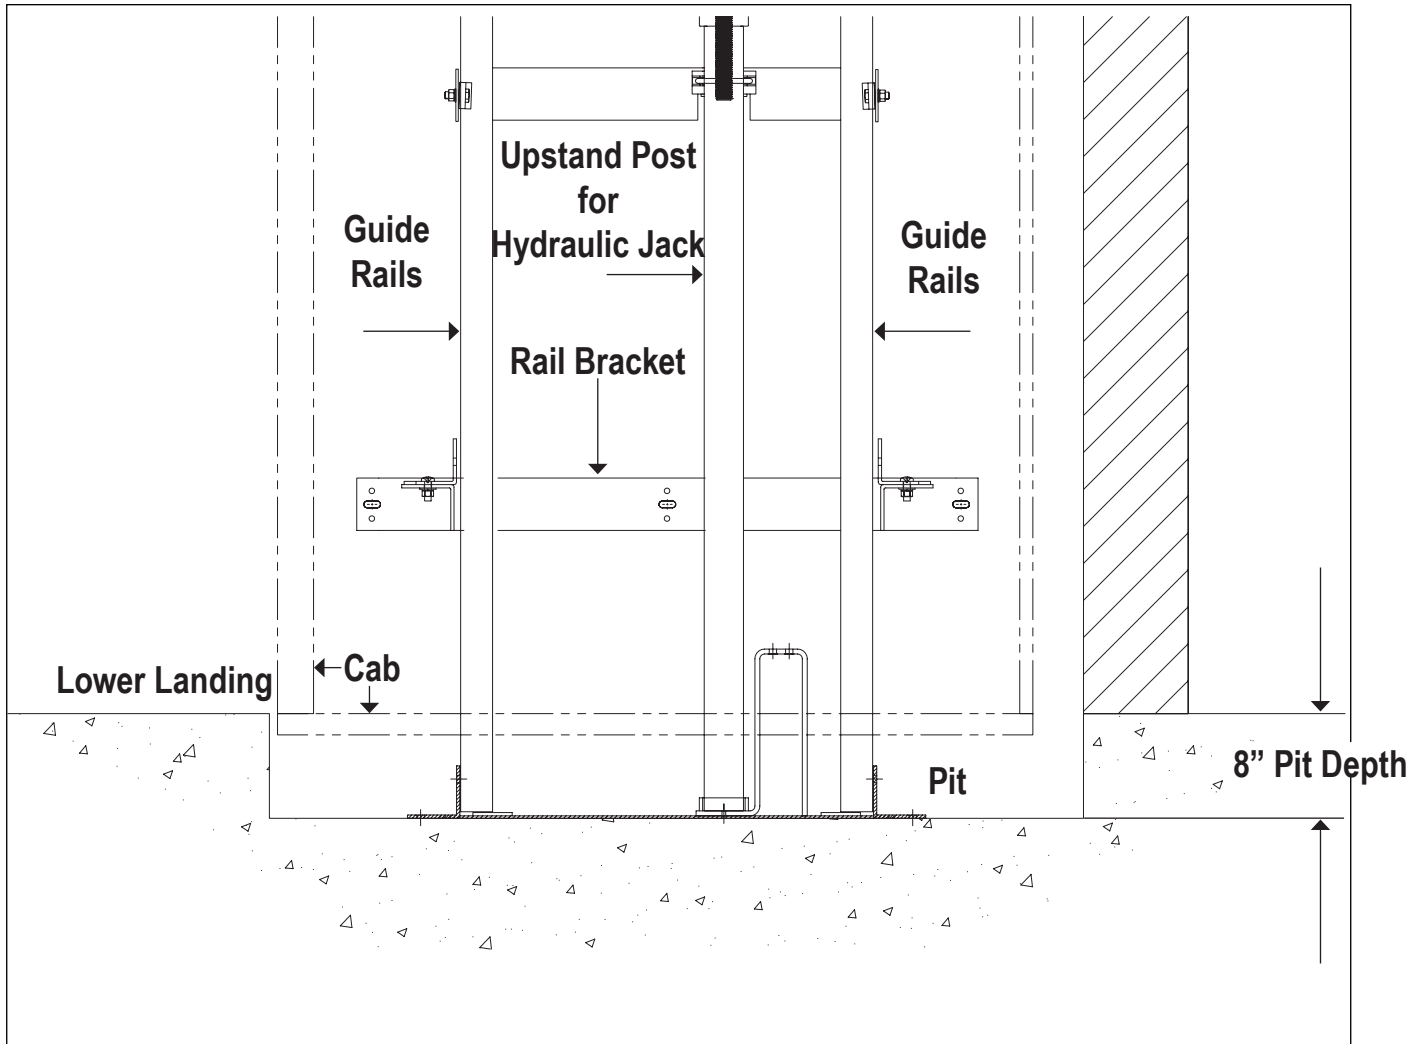 Upstand Post
for
Hydraulic Jack
Guide
Rails
Guide
Rails
Rail Bracket
Lower Landing
Cab
Pit
8” Pit Depth